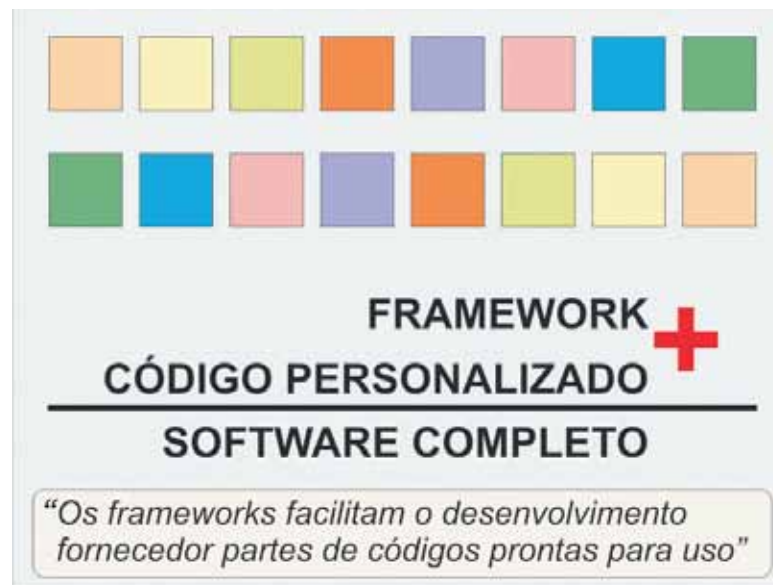 FRAMEWORK
CÓDIGO PERSONALIZADO
SOFTWARE COMPLETO
“Os frameworks facilitam o desenvolvimento
fornecedor partes de códigos prontas para uso”